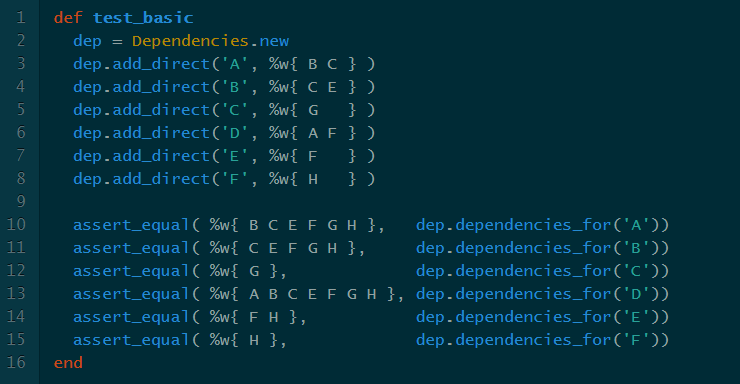 1 def test_basic
2   dep = Dependencies.new
3   dep.add_direct('A', %w{ B C } )
4   dep.add_direct('B', %w{ C E } )
5   dep.add_direct('C', %w{ G   } )
6   dep.add_direct('D', %w{ A F } )
7   dep.add_direct('E', %w{ F   } )
8   dep.add_direct('F', %w{ H   } )
9
10   assert_equal( %w{ B C E F G H },   dep.dependencies_for('A'))
11   assert_equal( %w{ C E F G H },     dep.dependencies_for('B'))
12   assert_equal( %w{ G },             dep.dependencies_for('C'))
13   assert_equal( %w{ A B C E F G H }, dep.dependencies_for('D'))
14   assert_equal( %w{ F H },           dep.dependencies_for('E'))
15   assert_equal( %w{ H },             dep.dependencies_for('F'))
16 end